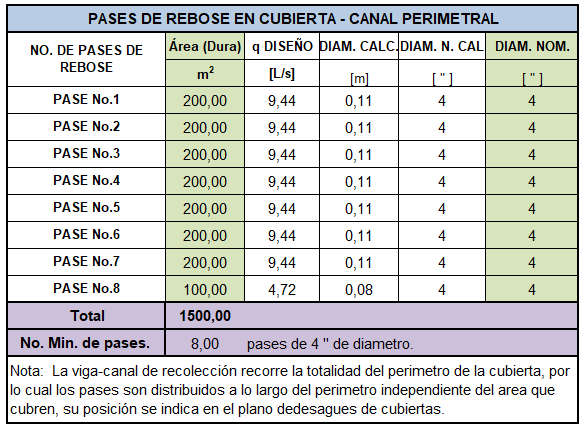 PASES DE REBOSE EN CUBIERTA - CANAL PERIMETRAL
NO. DE PASES DE REBOSE Área (Dura) q DISEÑO DIAM. CALC. DIAM. N. CAL DIAM. NOM.
m² [L/s] [m] [ " ] [ " ]
PASE No.1 200,00 9,44 0,11 4 4
PASE No.2 200,00 9,44 0,11 4 4
PASE No.3 200,00 9,44 0,11 4 4
PASE No.4 200,00 9,44 0,11 4 4
PASE No.5 200,00 9,44 0,11 4 4
PASE No.6 200,00 9,44 0,11 4 4
PASE No.7 200,00 9,44 0,11 4 4
PASE No.8 100,00 4,72 0,08 4 4
Total 1500,00
No. Min. de pases. 8,00 pases de 4 " de diametro.
Nota: La viga-canal de recolección recorre la totalidad del perimetro de la cubierta, por
lo cual los pases son distribuidos a lo largo del perimetro independiente del area que
cubren, su posición se indica en el plano dedesagues de cubiertas.